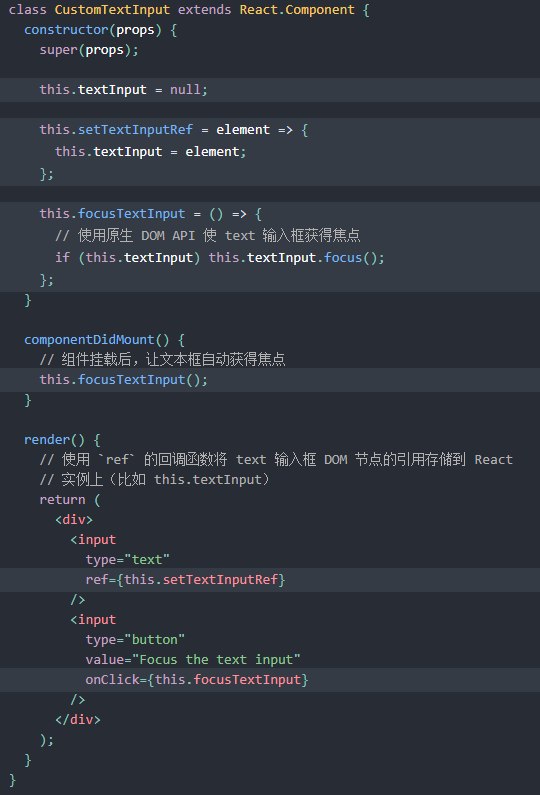 class CustomTextInput extends React.Component {
  constructor(props) {
    super(props);

    this.textInput = null;

    this.setTextInputRef = element => {
      this.textInput = element;
    };

    this.focusTextInput = () => {
      // 使用原生 DOM API 使 text 输入框获得焦点
      if (this.textInput) this.textInput.focus();
    };
  }

  componentDidMount() {
    // 组件挂载后，让文本框自动获得焦点
    this.focusTextInput();
  }

  render() {
    // 使用 `ref` 的回调函数将 text 输入框 DOM 节点的引用存储到 React
    // 实例上（比如 this.textInput）
    return (
      <div>
        <input
          type="text"
          ref={this.setTextInputRef}
        />
        <input
          type="button"
          value="Focus the text input"
          onClick={this.focusTextInput}
        />
      </div>
    );
  }
}